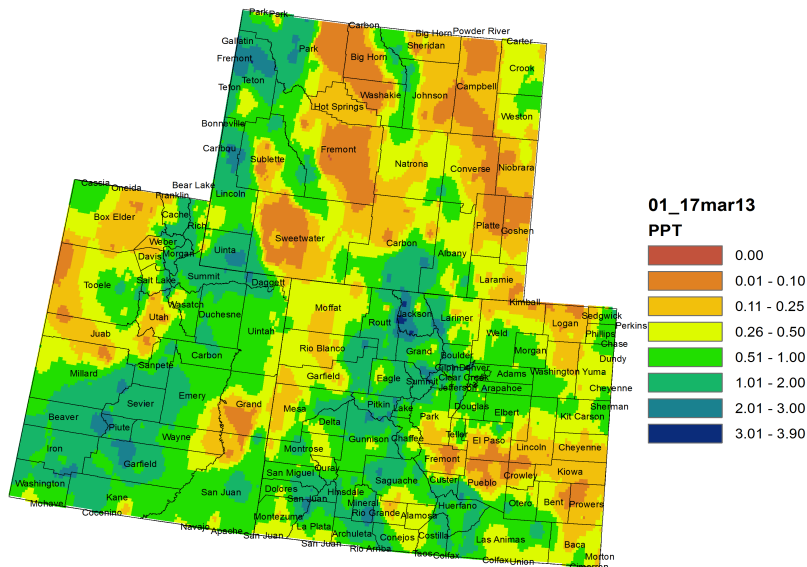 Park Park
Carbon
Big Horn Powder River
Gallatin
Park
Sheridan
Carter
Fremont
Big Horn
Crook
Teton
Campbell
Teton
Washakie
Johnson
Hot Springs
Weston
Bonneville
Caribou
Sublette
Fremont
Natrona
Converse
Niobrara
Cassia
Oneida
Bear Lake
Franklin
Lincoln
Box Elder
Cache
Rich
Sweetwater
Carbon
Platte
Goshen
Weber
Davis
Morgan
Uinta
Albany
Tooele
Salt Lake
Summit
Daggett
Laramie
Wasatch
Utah
Duchesne
Moffat
Kimball
Jackson
Larimer
Logan
Sedgwick
Perkins
Routt
Uintah
Weld
Phillips
Juab
Rio Blanco
Grand
Boulder
Morgan
Chase
Carbon
Dundy
Sanpete
Gilpin
Denver
Washington
Yuma
Millard
Garfield
Eagle
Summit
Clear Creek
Adams
Jefferson
Arapahoe
Cheyenne
Emery
Sevier
Grand
Mesa
Pitkin
Lake
Park
Douglas
Elbert
Sherman
Kit Carson
Beaver
Piute
Delta
Gunnison
Chaffee
Teller
El Paso
Lincoln
Cheyenne
Wayne
Iron
Garfield
Montrose
Fremont
Kiowa
Ouray
San Miguel
Saguache
Custer
Pueblo
Crowley
Washington
Kane
San Juan
Dolores
San Juan
Hinsdale
Mineral
Huerfano
Otero
Bent
Prowers
Mohave
Coconino
Montezuma
La Plata
Rio Grande
Alamosa
Navajo
Apache
San Juan
Archuleta
Conejos
Costilla
Las Animas
Baca
San Juan
Rio Arriba
Taos
Colfax
Colfax
Union
Morton
01_17mar13
PPT
0.00
0.01 - 0.10
0.11 - 0.25
0.26 - 0.50
0.51 - 1.00
1.01 - 2.00
2.01 - 3.00
3.01 - 3.90